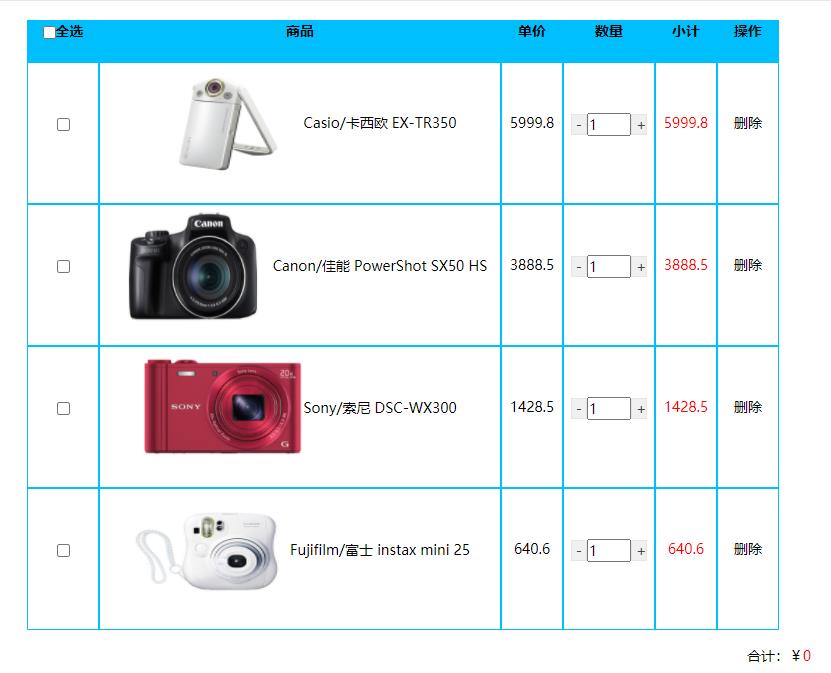 全选 商品 单价 数量 小计 操作
Casio/卡西欧 EX-TR350 5999.8 - 1 + 5999.8 删除
Canon
Canon/佳能 PowerShot SX50 HS 3888.5 - 1 + 3888.5 删除
20x
SONY
Sony/索尼 DSC-WX300 1428.5 - 1 + 1428.5 删除
G
Fujifilm/富士 instax mini 25 640.6 - 1 + 640.6 删除
合计：￥0